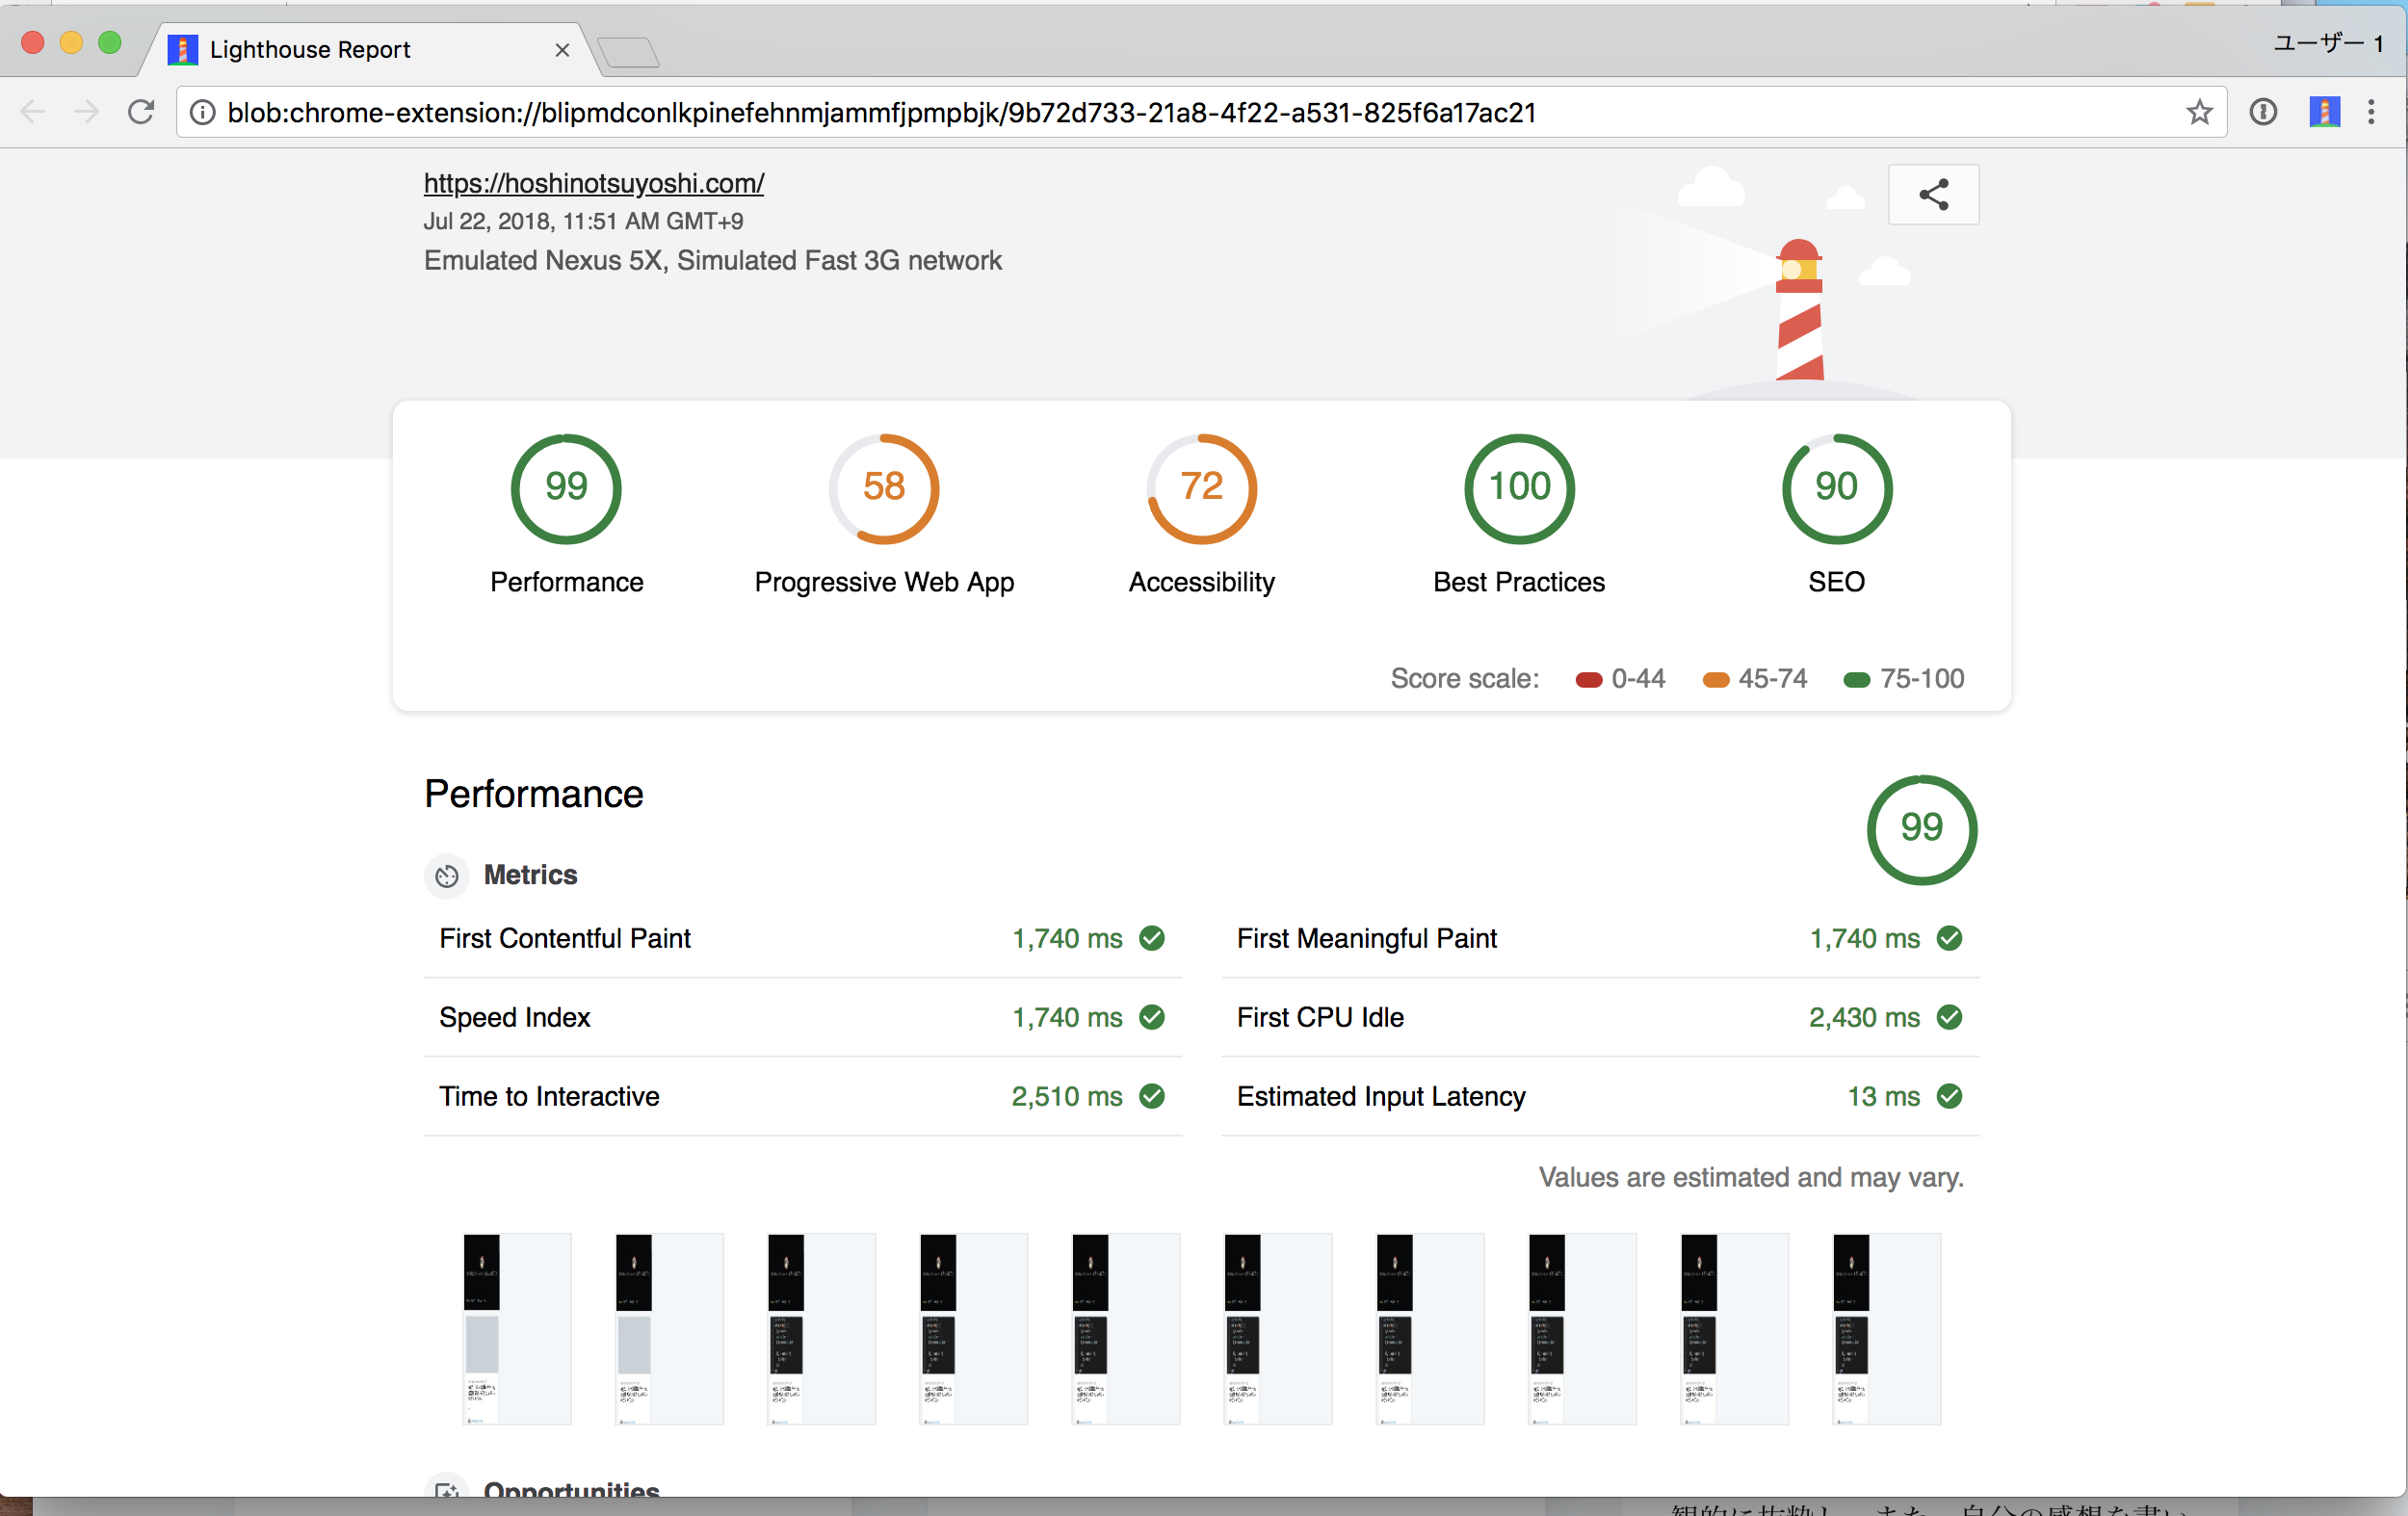 Lighthouse Report
ユーザー 1
blob:chrome-extension://blipmdconlkpinefehnmjammfjpmpbjk/9b72d733-21a8-4f22-a531-825f6a17ac21
https://hoshinotsuyoshi.com/
Jul 22, 2018, 11:51 AM GMT+9
Emulated Nexus 5X, Simulated Fast 3G network
99 58 72 100 90
Performance Progressive Web App Accessibility Best Practices SEO
Score scale: 0-44 45-74 75-100
Performance 99
Metrics
First Contentful Paint 1,740 ms First Meaningful Paint 1,740 ms
Speed Index 1,740 ms First CPU Idle 2,430 ms
Time to Interactive 2,510 ms Estimated Input Latency 13 ms
Values are estimated and may vary.
Opportunities